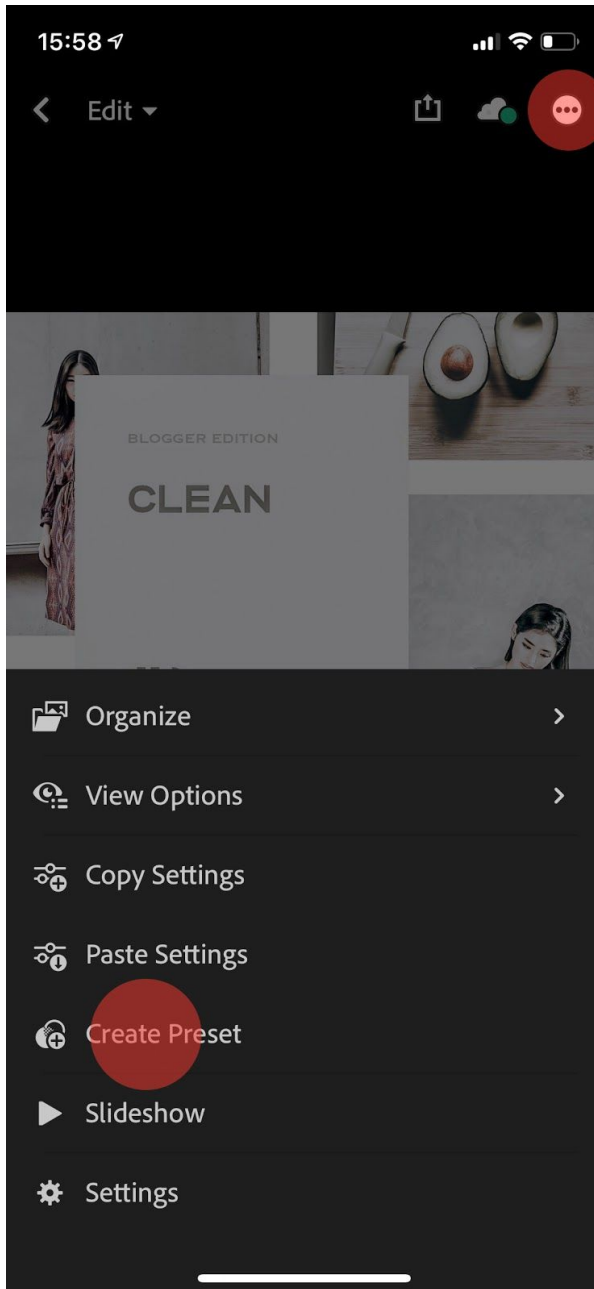 15:58
Edit
BLOGGER EDITION
CLEAN
Organize
View Options
Copy Settings
Paste Settings
Create Preset
Slideshow
Settings